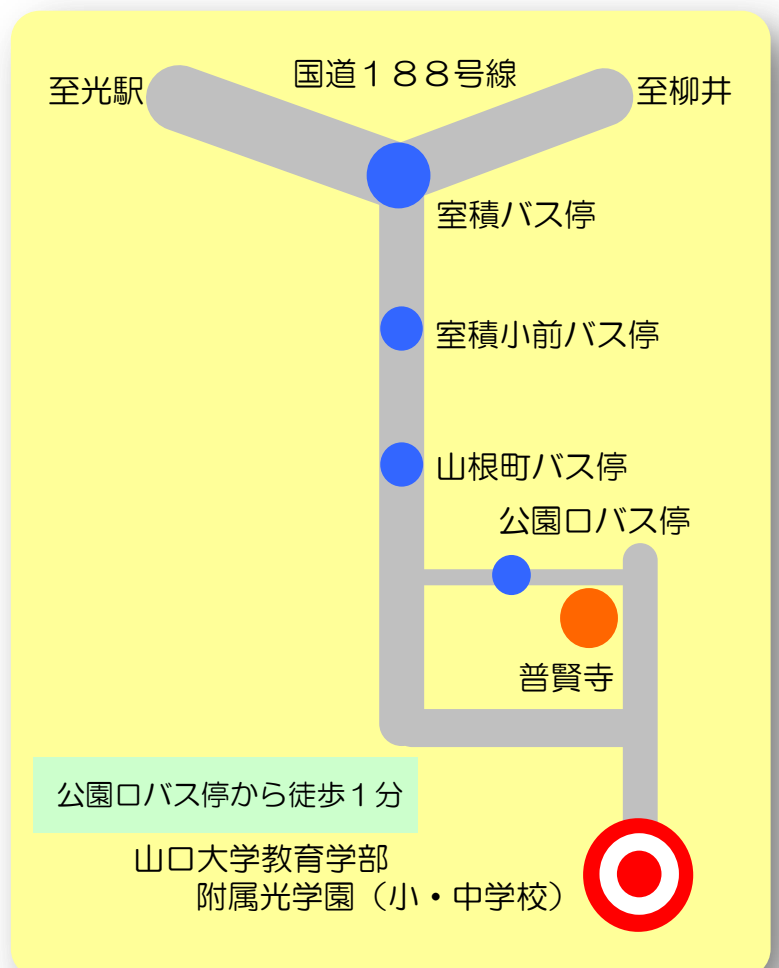 国道１８８号線
至光駅
至柳井
室積バス停
室積小前バス停
山根町バス停
公園口バス停
普賢寺
公園口バス停から徒歩１分
山口大学教育学部
附属光学園（小・中学校）